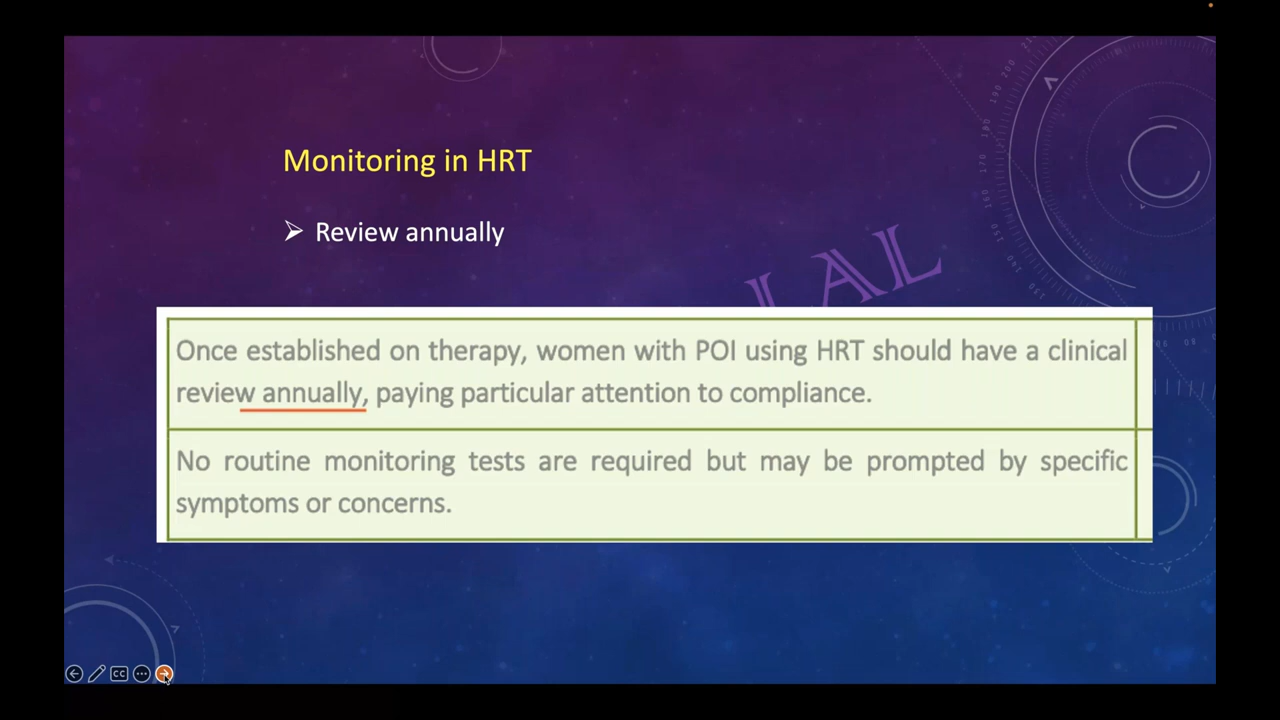 Monitoring in HRT
➢ Review annually
Once established on therapy, women with POI using HRT should have a clinical
review annually, paying particular attention to compliance.
No routine monitoring tests are required but may be prompted by specific
symptoms or concerns.
CC